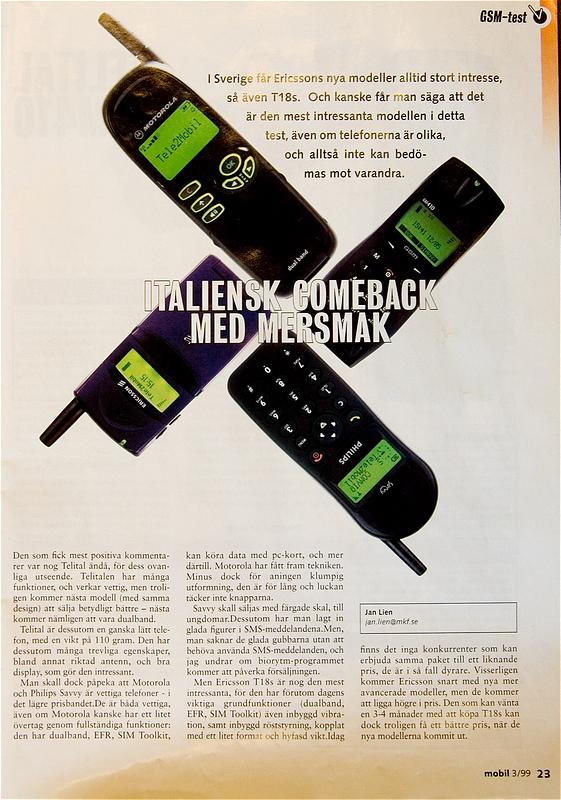 GSM-test
I Sverige får Ericssons nya modeller alltid stort intresse,
så även T18s. Och kanske får man säga att det
är den mest intressanta modellen i detta
test, även om telefonerna är olika,
och alltså inte kan bedö-
mas mot varandra.
MOTOROLA
Tele2Mobil
OK
dual band
GSM
ITALIENSK COMEBACK
MED MERSMAK
ERICSSON
PHILIPS
Savvy
Den som fick mest positiva kommenta-
rer var nog Telital ändå, för dess ovan-
liga utseende. Telitalen har många
funktioner, och verkar vettig, men troli-
gen kommer nästa modell (med samma
design) att sälja betydligt bättre – nästa
kommer nämligen att vara dualband.
Telital är dessutom en ganska lätt tele-
fon, med en vikt på 110 gram. Den har
dessutom många trevliga egenskaper,
bland annat riktad antenn, och bra
display, som gör den intressant.
Man skall dock påpeka att Motorola
och Philips Savvy är vettiga telefoner - i
det lägre prisbandet.De är båda vettiga,
även om Motorola kanske har ett litet
övertag genom fullständiga funktioner:
den har dualband, EFR, SIM Toolkit,
kan köra data med pc-kort, och mer
därtill. Motorola har fått fram tekniken.
Minus dock för aningen klumpig
utformning, den är för lång och luckan
täcker inte knapparna.
Savvy skall säljas med färgade skal, till
ungdomar.Dessutom har man lagt in
glada figurer i SMS-meddelanden.Men,
man saknar de glada gubbarna utan att
behöva använda SMS-meddelanden, och
jag undrar om biorytm-programmet
kommer att påverka försäljningen.
Men Ericsson T18s är nog den mest
intressanta, för den har förutom dagens
viktiga grundfunktioner (dualband,
EFR, SIM Toolkit) även inbyggd vibra-
tion, samt inbyggd röststyrning, kopplat
med ett litet format och hyfsad vikt.Idag
Jan Lien
jan.lien@mkf.se
finns det inga konkurrenter som kan
erbjuda samma paket till ett liknande
pris, de är i så fall dyrare. Visserligen
kommer Ericsson snart med nya mer
avancerade modeller, men de kommer
att ligga högre i pris. Den som kan vänta
en 3-4 månader med att köpa T18s kan
dock troligen få ett bättre pris, när de
nya modellerna kommit ut.
mobil 3/99 23